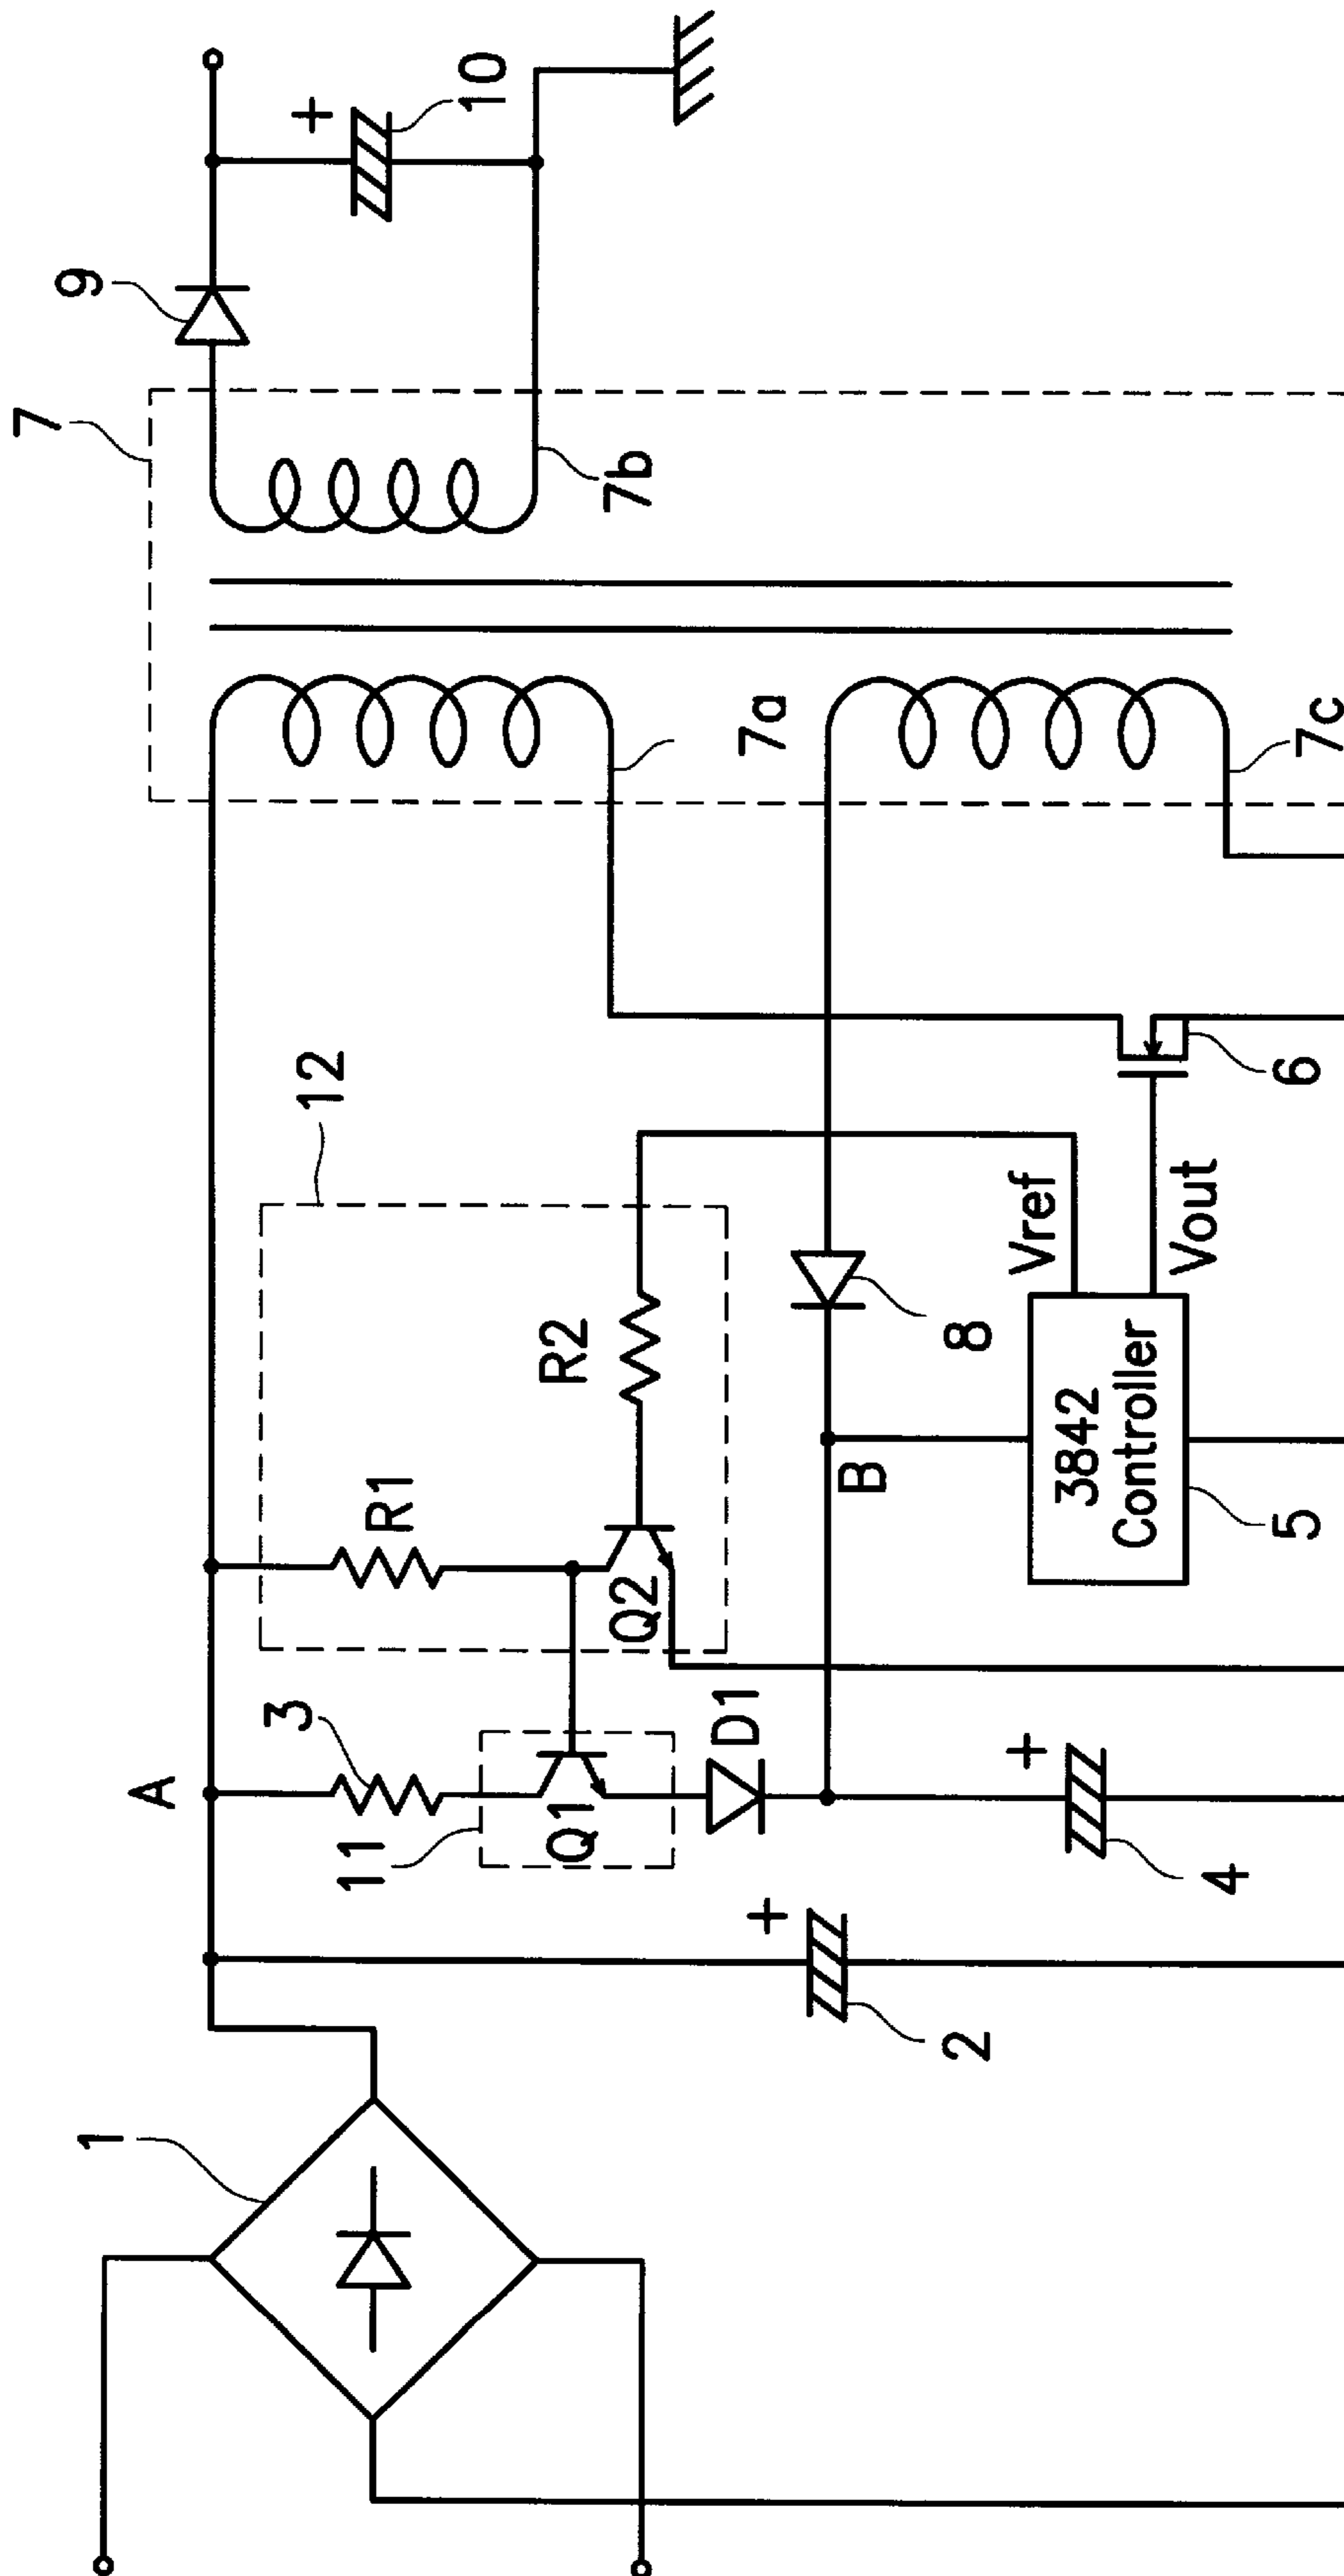 1
2
A
3
11
Q1
D1
+
4
+
12
R1
Q2
R2
B
8
3842
Controller
5
Vref
Vout
6
7
7a
7b
7c
9
+
10